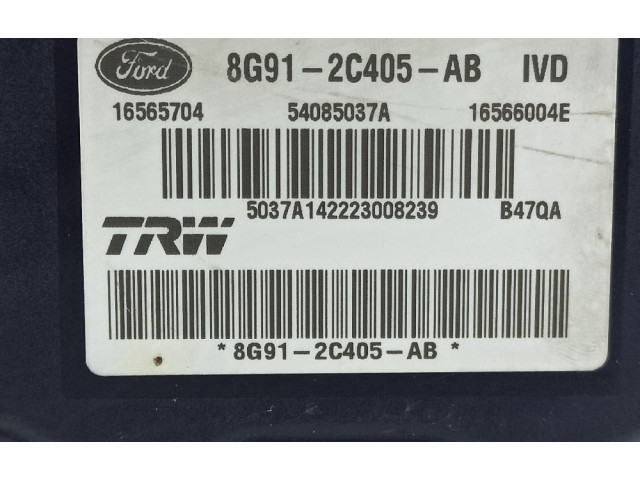 Ford 8G91-2C405-AB IVD
16565704 54085037A 16566004E
5037A142223008239 B47QA
TRW
*8G91-2C405-AB*